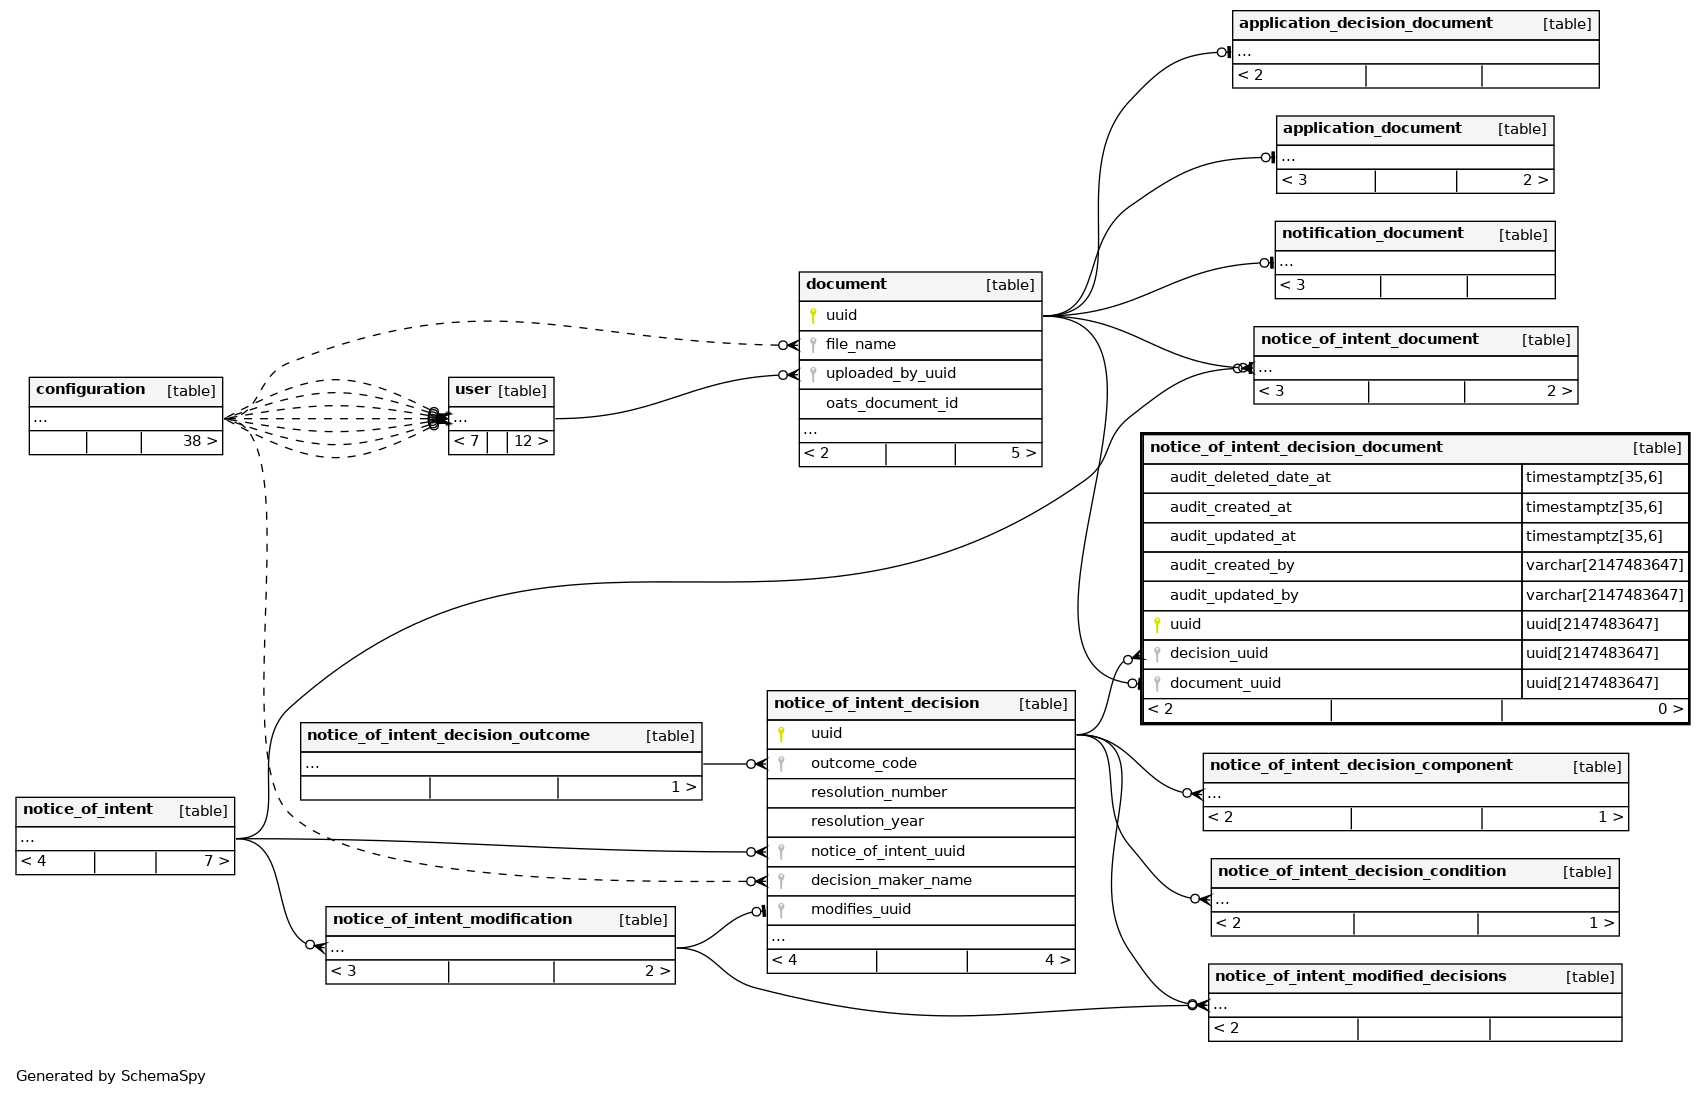 application_decision_document [table]
...
< 2
application_document [table]
...
< 3 2 >
notification_document [table]
...
< 3
document [table]
uuid
file_name
uploaded_by_uuid
oats_document_id
...
< 2 5 >
notice_of_intent_document [table]
...
< 3 2 >
configuration [table]
...
38 >
user [table]
...
< 7 12 >
notice_of_intent_decision_document [table]
audit_deleted_date_at timestamptz[35,6]
audit_created_at timestamptz[35,6]
audit_updated_at timestamptz[35,6]
audit_created_by varchar[2147483647]
audit_updated_by varchar[2147483647]
uuid uuid[2147483647]
decision_uuid uuid[2147483647]
document_uuid uuid[2147483647]
< 2 0 >
notice_of_intent_decision [table]
uuid
outcome_code
resolution_number
resolution_year
notice_of_intent_uuid
decision_maker_name
modifies_uuid
...
< 4 4 >
notice_of_intent_decision_outcome [table]
...
1 >
notice_of_intent [table]
...
< 4 7 >
notice_of_intent_modification [table]
...
< 3 2 >
notice_of_intent_decision_component [table]
...
< 2 1 >
notice_of_intent_decision_condition [table]
...
< 2 1 >
notice_of_intent_modified_decisions [table]
...
< 2
Generated by SchemaSpy